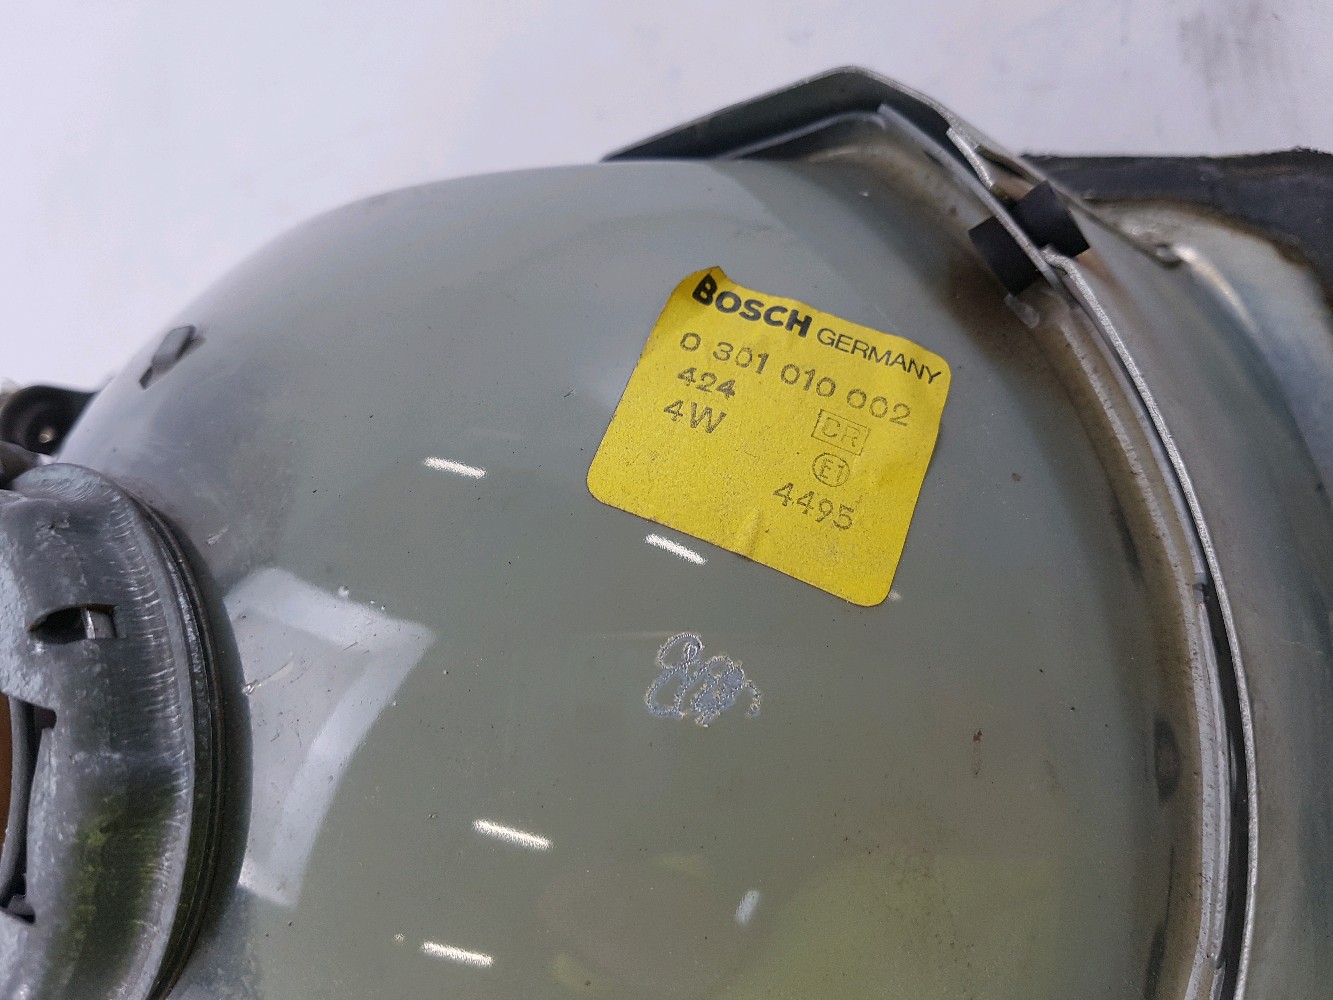 BOSCH GERMANY
0 301 010 002
424
4W CR
E1
4495